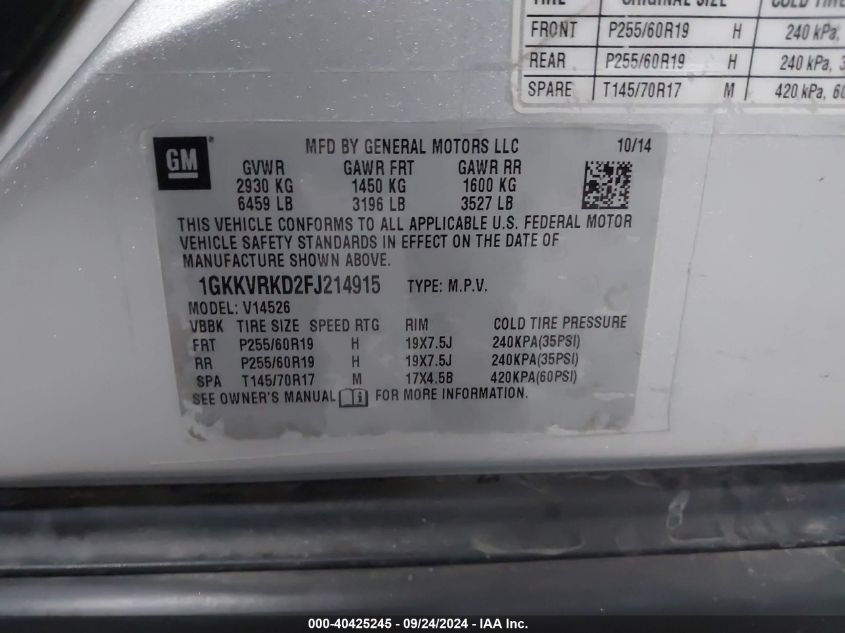 TIRE ORIGINAL SIZE COLD TIRE
FRONT P255/60R19 H 240 kPa,
REAR P255/60R19 H 240 kPa, 3
SPARE T145/70R17 M 420 kPa, 60
GM
MFD BY GENERAL MOTORS LLC 10/14
GVWR GAWR FRT GAWR RR
2930 KG 1450 KG 1600 KG
6459 LB 3196 LB 3527 LB
THIS VEHICLE CONFORMS TO ALL APPLICABLE U.S. FEDERAL MOTOR
VEHICLE SAFETY STANDARDS IN EFFECT ON THE DATE OF
MANUFACTURE SHOWN ABOVE.
1GKKVRKD2FJ214915 TYPE: M.P.V.
MODEL: V14526
VBBK TIRE SIZE SPEED RTG RIM COLD TIRE PRESSURE
FRT P255/60R19 H 19X7.5J 240KPA(35PSI)
RR P255/60R19 H 19X7.5J 240KPA(35PSI)
SPA T145/70R17 M 17X4.5B 420KPA(60PSI)
SEE OWNER'S MANUAL FOR MORE INFORMATION.
000-40425245 - 09/24/2024 - IAA Inc.